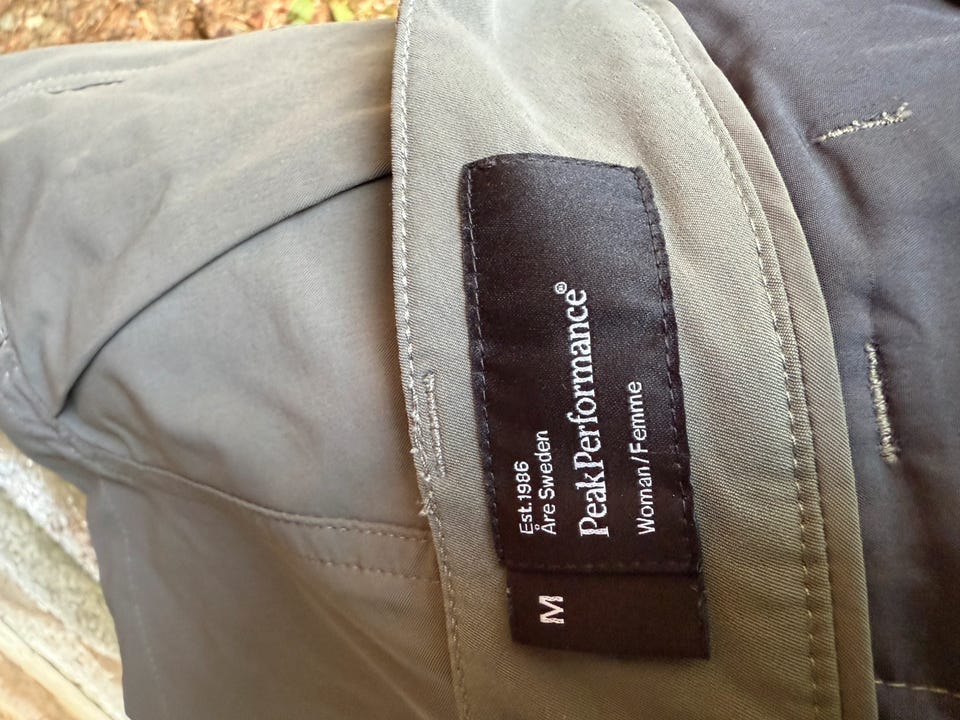 Est.1986
Åre Sweden
PeakPerformance®
Woman/Femme
M